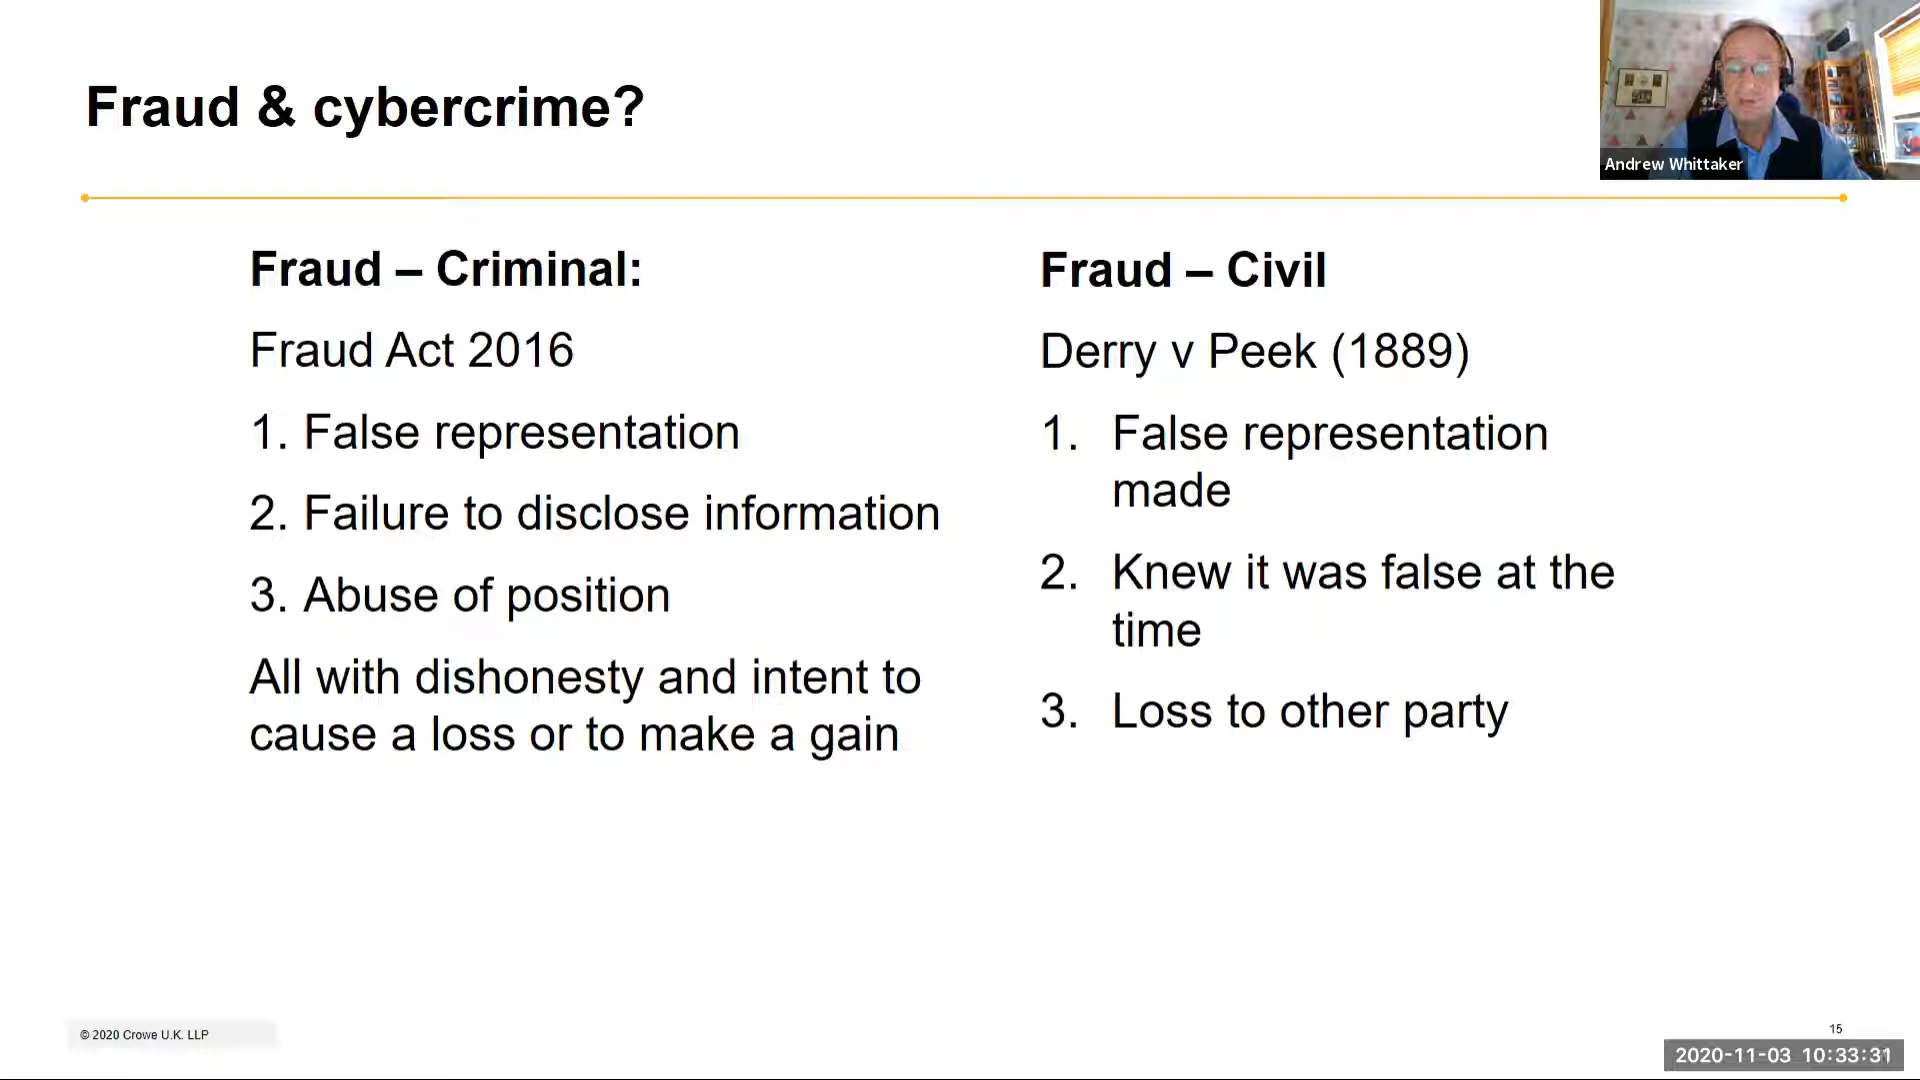 Fraud & cybercrime?
Andrew Whittaker
Fraud – Criminal:
Fraud Act 2016
1. False representation
2. Failure to disclose information
3. Abuse of position
All with dishonesty and intent to
cause a loss or to make a gain
Fraud – Civil
Derry v Peek (1889)
1. False representation
made
2. Knew it was false at the
time
3. Loss to other party
© 2020 Crowe U.K. LLP
15
2020-11-03 10:33:31